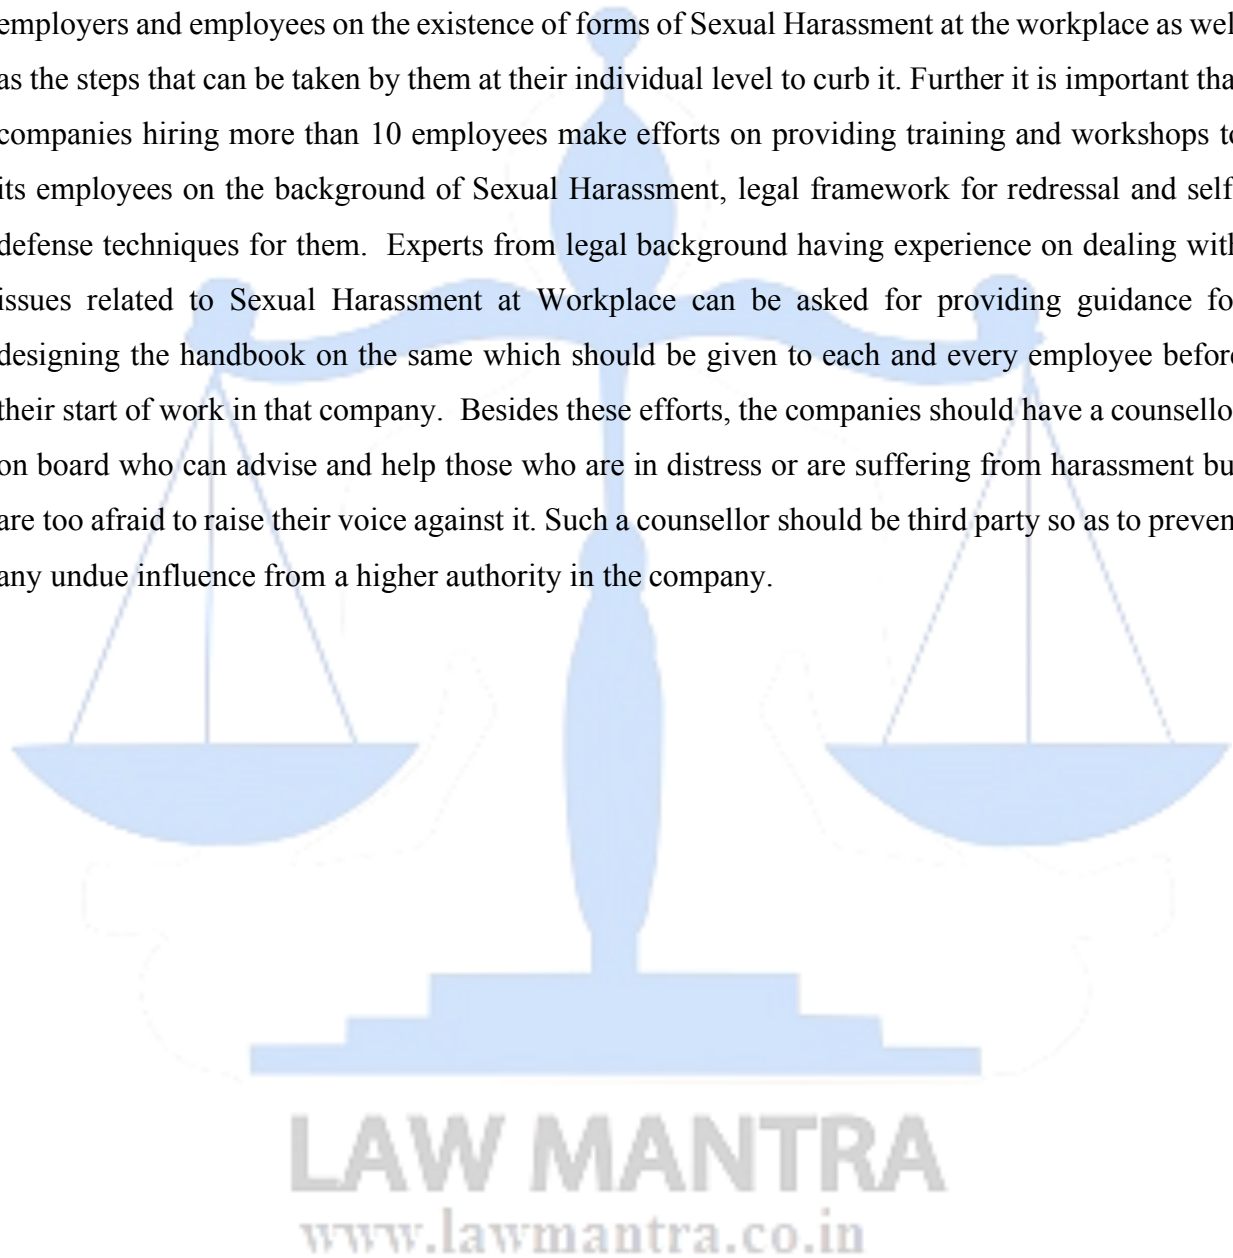 employers and employees on the existence of forms of Sexual Harassment at the workplace as wel
as the steps that can be taken by them at their individual level to curb it. Further it is important tha
companies hiring more than 10 employees make efforts on providing training and workshops to
its employees on the background of Sexual Harassment, legal framework for redressal and self
defense techniques for them. Experts from legal background having experience on dealing with
issues related to Sexual Harassment at Workplace can be asked for providing guidance fo
designing the handbook on the same which should be given to each and every employee before
their start of work in that company. Besides these efforts, the companies should have a counsello
on board who can advise and help those who are in distress or are suffering from harassment bu
are too afraid to raise their voice against it. Such a counsellor should be third party so as to preven
any undue influence from a higher authority in the company.
LAW MANTRA
www.lawmantra.co.in